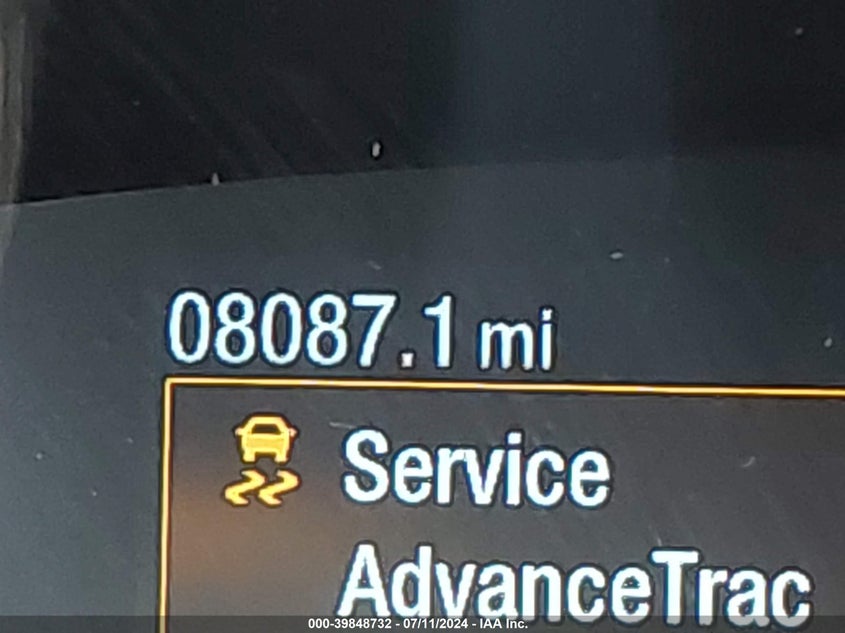 08087.1 mi
Service
AdvanceTrac
000-39848732 - 07/11/2024 - IAA Inc.